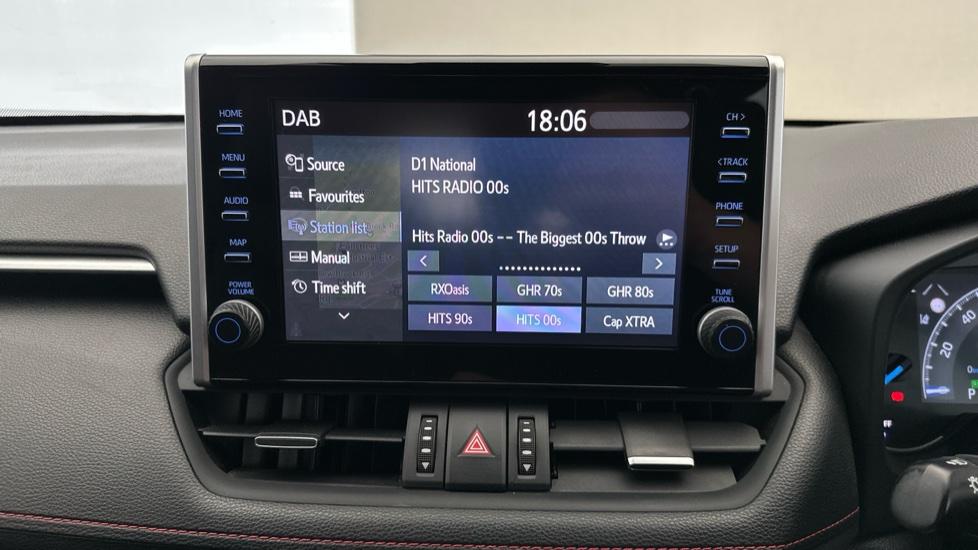 HOME
MENU
AUDIO
MAP
POWER
VOLUME
DAB
18:06
Source
Favourites
Station list
Manual
Time shift
D1 National
HITS RADIO 00s
Hits Radio 00s -- The Biggest 00s Throw
<
>
RXOasis
GHR 70s
GHR 80s
HITS 90s
HITS 00s
Cap XTRA
CH >
< TRACK
PHONE
SETUP
TUNE
SCROLL
20
40
P